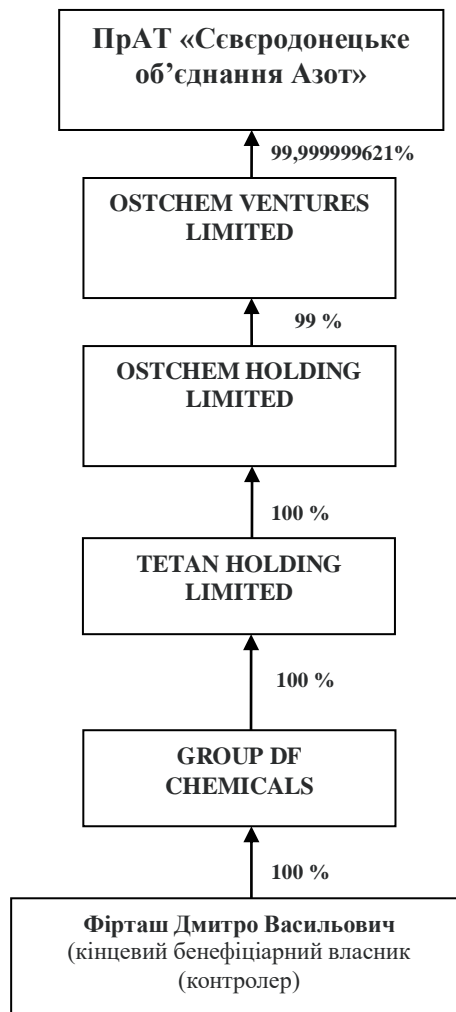 ПрАТ «Сєвєродонецьке
об’єднання Азот»
99,999999621%
OSTCHEM VENTURES
LIMITED
99 %
OSTCHEM HOLDING
LIMITED
100 %
TETAN HOLDING
LIMITED
100 %
GROUP DF
CHEMICALS
100 %
Фірташ Дмитро Васильович
(кінцевий бенефіціарний власник
(контролер)